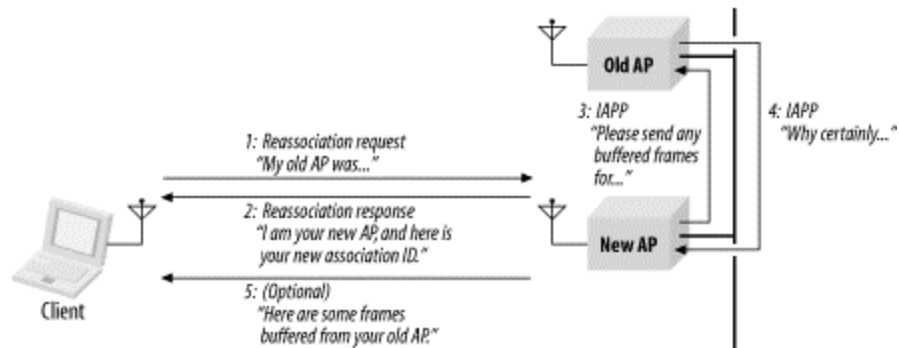 Old AP
3: IAPP
"Please send any
buffered frames
for..."
4: IAPP
"Why certainly..."
1: Reassociation request
"My old AP was..."
2: Reassociation response
"I am your new AP, and here is
your new association ID."
New AP
5: (Optional)
"Here are some frames
buffered from your old AP."
Client